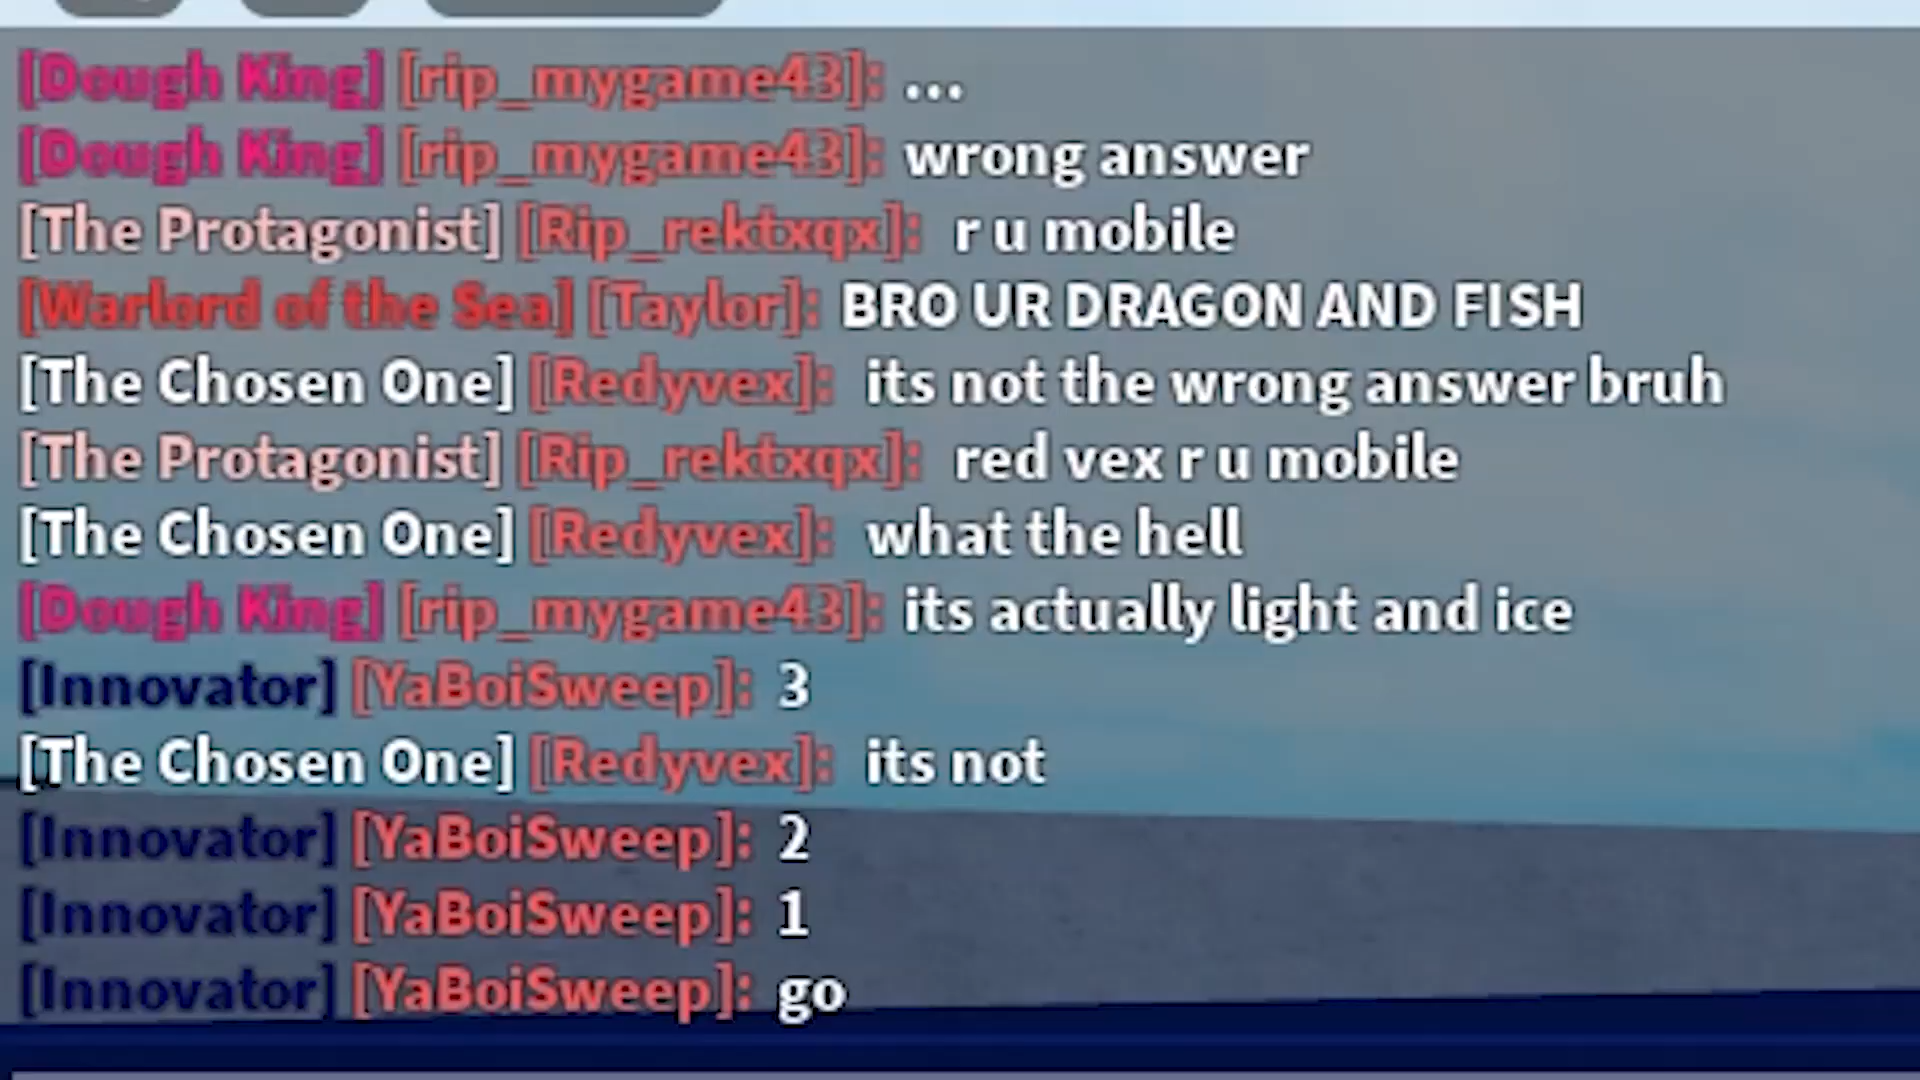 [Dough King] [rip_mygame43]: ...
[Dough King] [rip_mygame43]: wrong answer
[The Protagonist] [Rip_rektxqx]: r u mobile
[Warlord of the Sea] [Taylor]: BRO UR DRAGON AND FISH
[The Chosen One] [Redyvex]: its not the wrong answer bruh
[The Protagonist] [Rip_rektxqx]: red vex r u mobile
[The Chosen One] [Redyvex]: what the hell
[Dough King] [rip_mygame43]: its actually light and ice
[Innovator] [YaBoiSweep]: 3
[The Chosen One] [Redyvex]: its not
[Innovator] [YaBoiSweep]: 2
[Innovator] [YaBoiSweep]: 1
[Innovator] [YaBoiSweep]: go